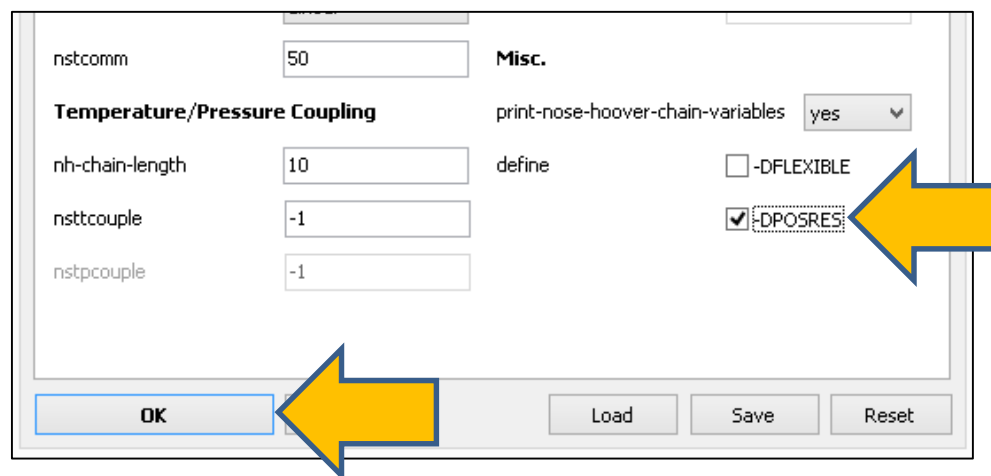 nstcomm 50 Misc.
Temperature/Pressure Coupling print-nose-hoover-chain-variables yes
nh-chain-length 10 define -DFLEXIBLE
nsttcouple -1 -DPOSRES
nstpcouple -1
OK Load Save Reset